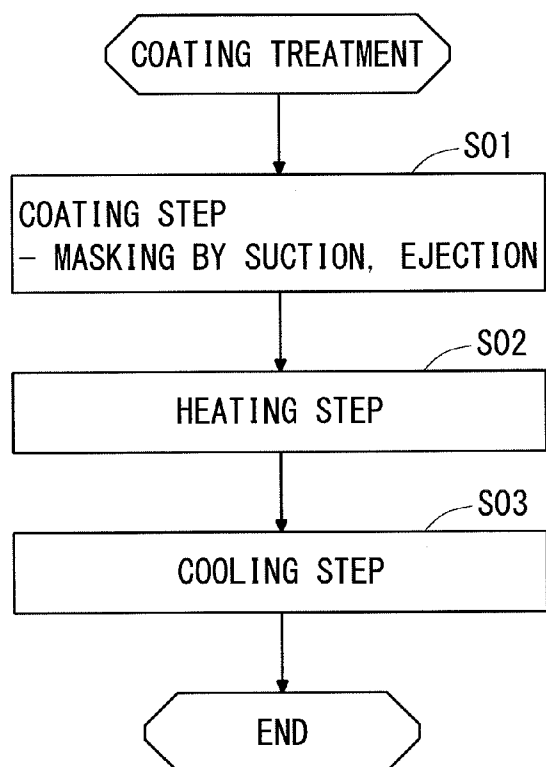 COATING TREATMENT
S01
COATING STEP
- MASKING BY SUCTION, EJECTION
S02
HEATING STEP
S03
COOLING STEP
END